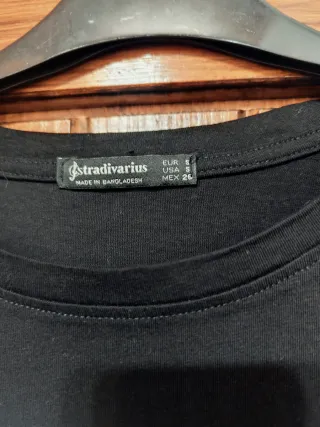 stradivarius
MADE IN BANGLADESH
EUR S
USA S
MEX 26